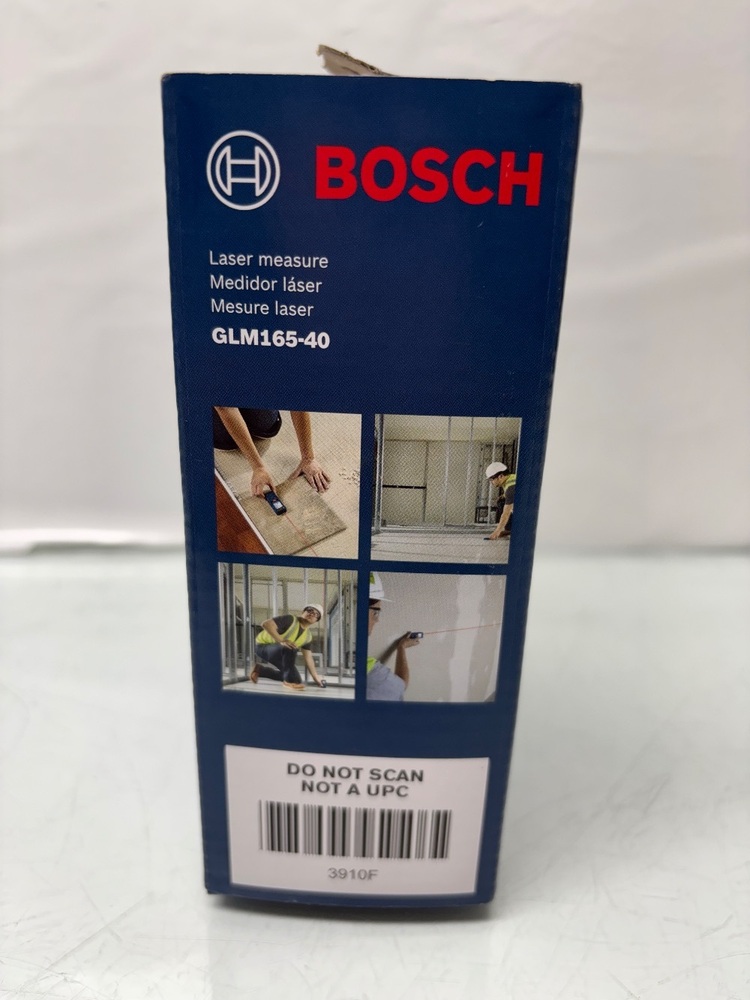 BOSCH
Laser measure
Medidor láser
Mesure laser
GLM165-40
DO NOT SCAN
NOT A UPC
3910F